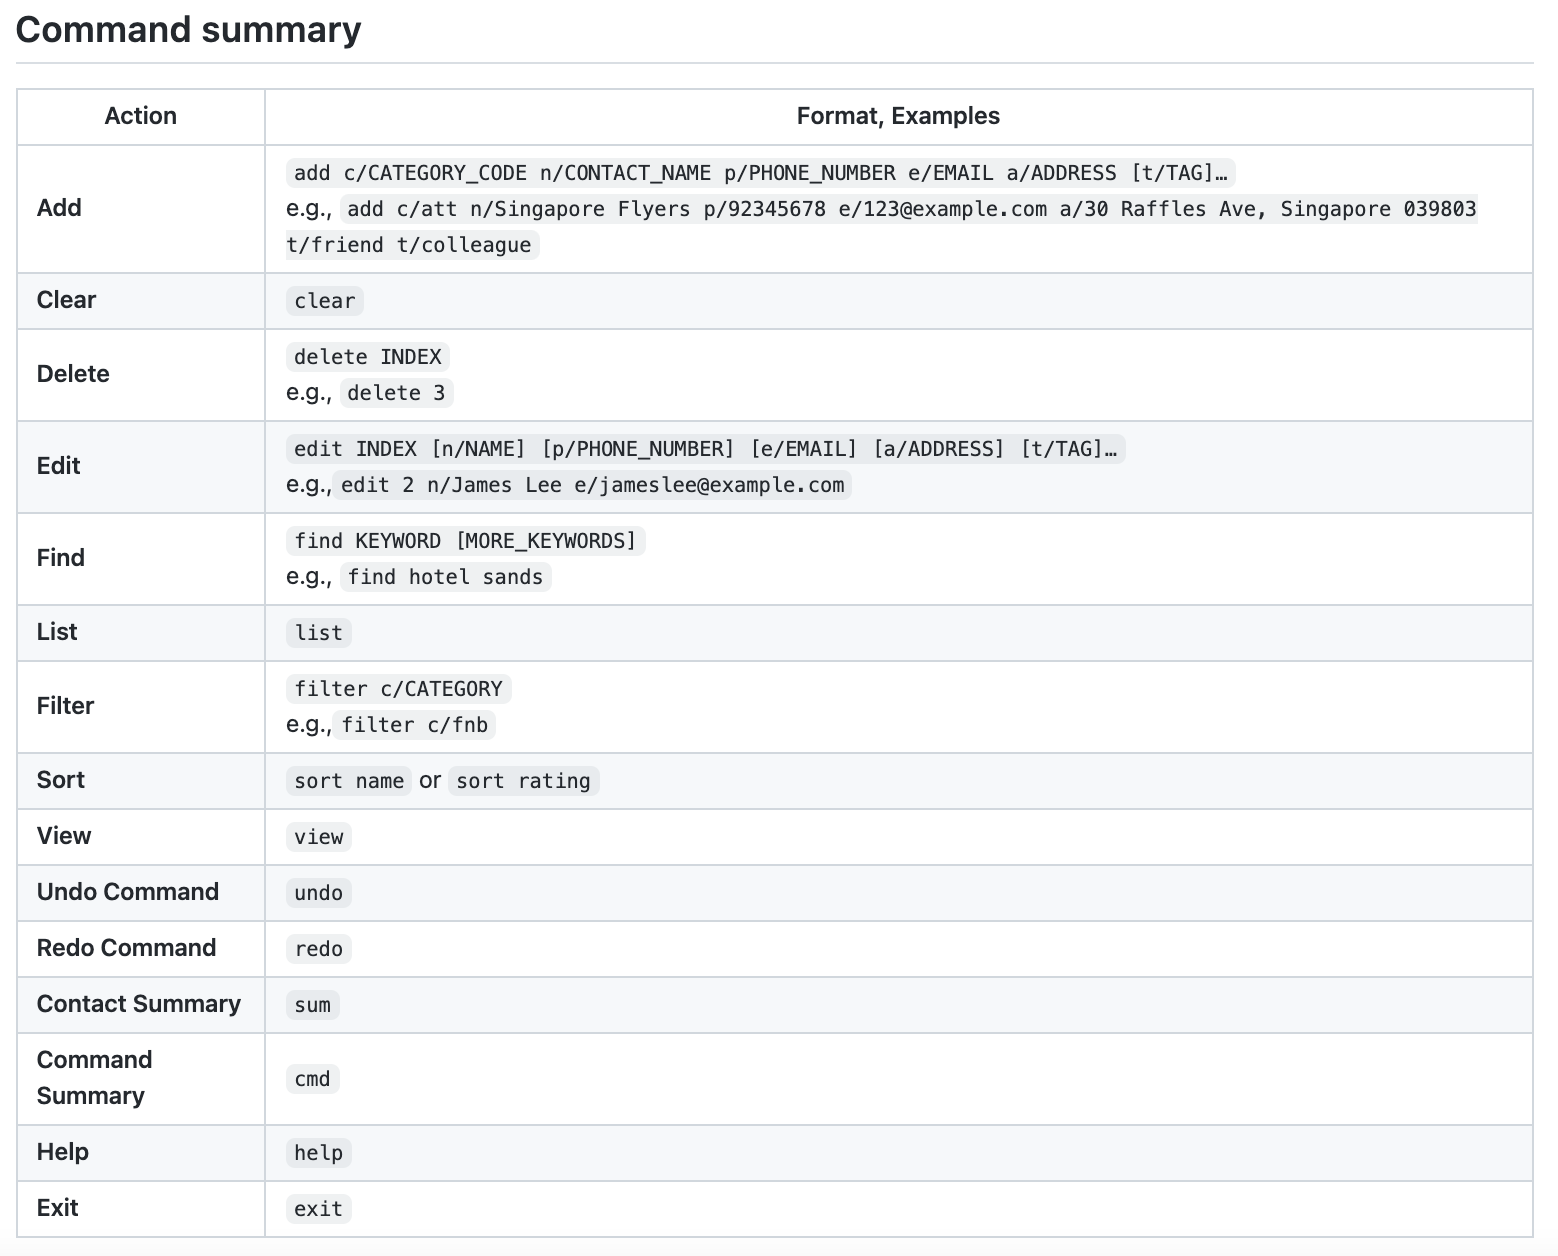 Command summary
Action
Format, Examples
Add
add c/CATEGORY_CODE n/CONTACT_NAME p/PHONE_NUMBER e/EMAIL a/ADDRESS [t/TAG]…
e.g., add c/att n/Singapore Flyers p/92345678 e/123@example.com a/30 Raffles Ave, Singapore 039803
t/friend t/colleague
Clear
clear
Delete
delete INDEX
e.g., delete 3
Edit
edit INDEX [n/NAME] [p/PHONE_NUMBER] [e/EMAIL] [a/ADDRESS] [t/TAG]…
e.g., edit 2 n/James Lee e/jameslee@example.com
Find
find KEYWORD [MORE_KEYWORDS]
e.g., find hotel sands
List
list
Filter
filter c/CATEGORY
e.g., filter c/fnb
Sort
sort name or sort rating
View
view
Undo Command
undo
Redo Command
redo
Contact Summary
sum
Command
Summary
cmd
Help
help
Exit
exit